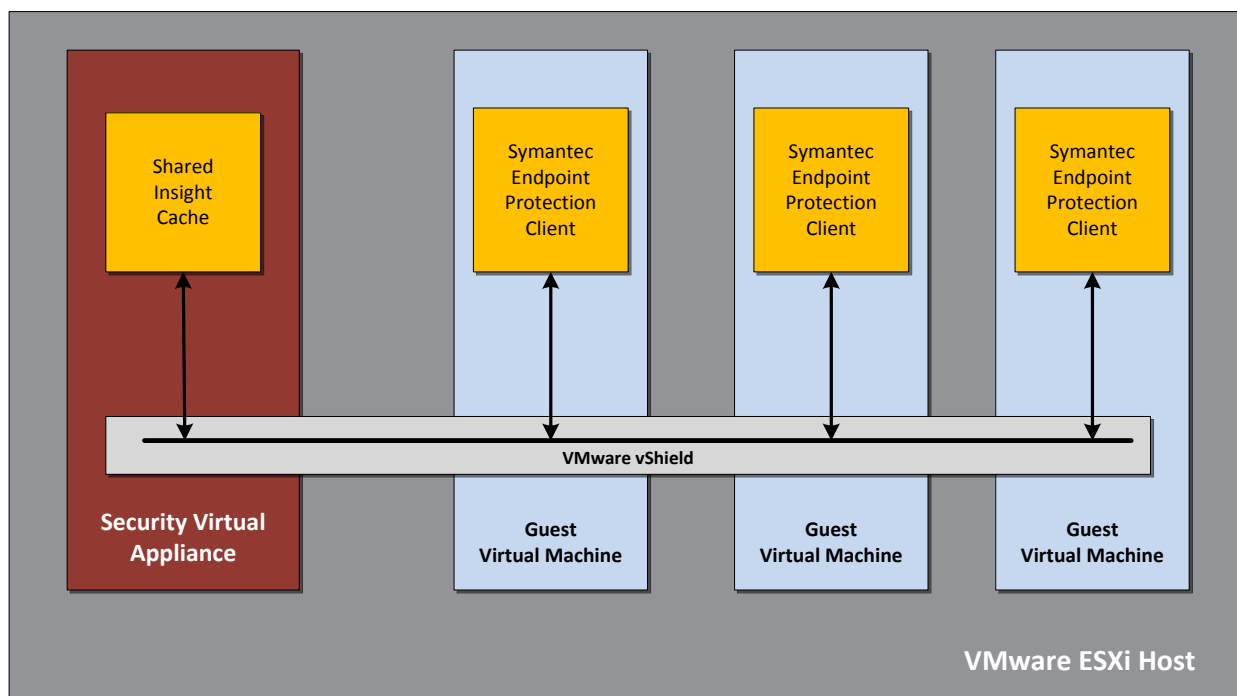 Shared
Insight
Cache
Symantec
Endpoint
Protection
Client
Symantec
Endpoint
Protection
Client
Symantec
Endpoint
Protection
Client
VMware vShield
Security Virtual
Appliance
Guest
Virtual Machine
Guest
Virtual Machine
Guest
Virtual Machine
VMware ESXi Host